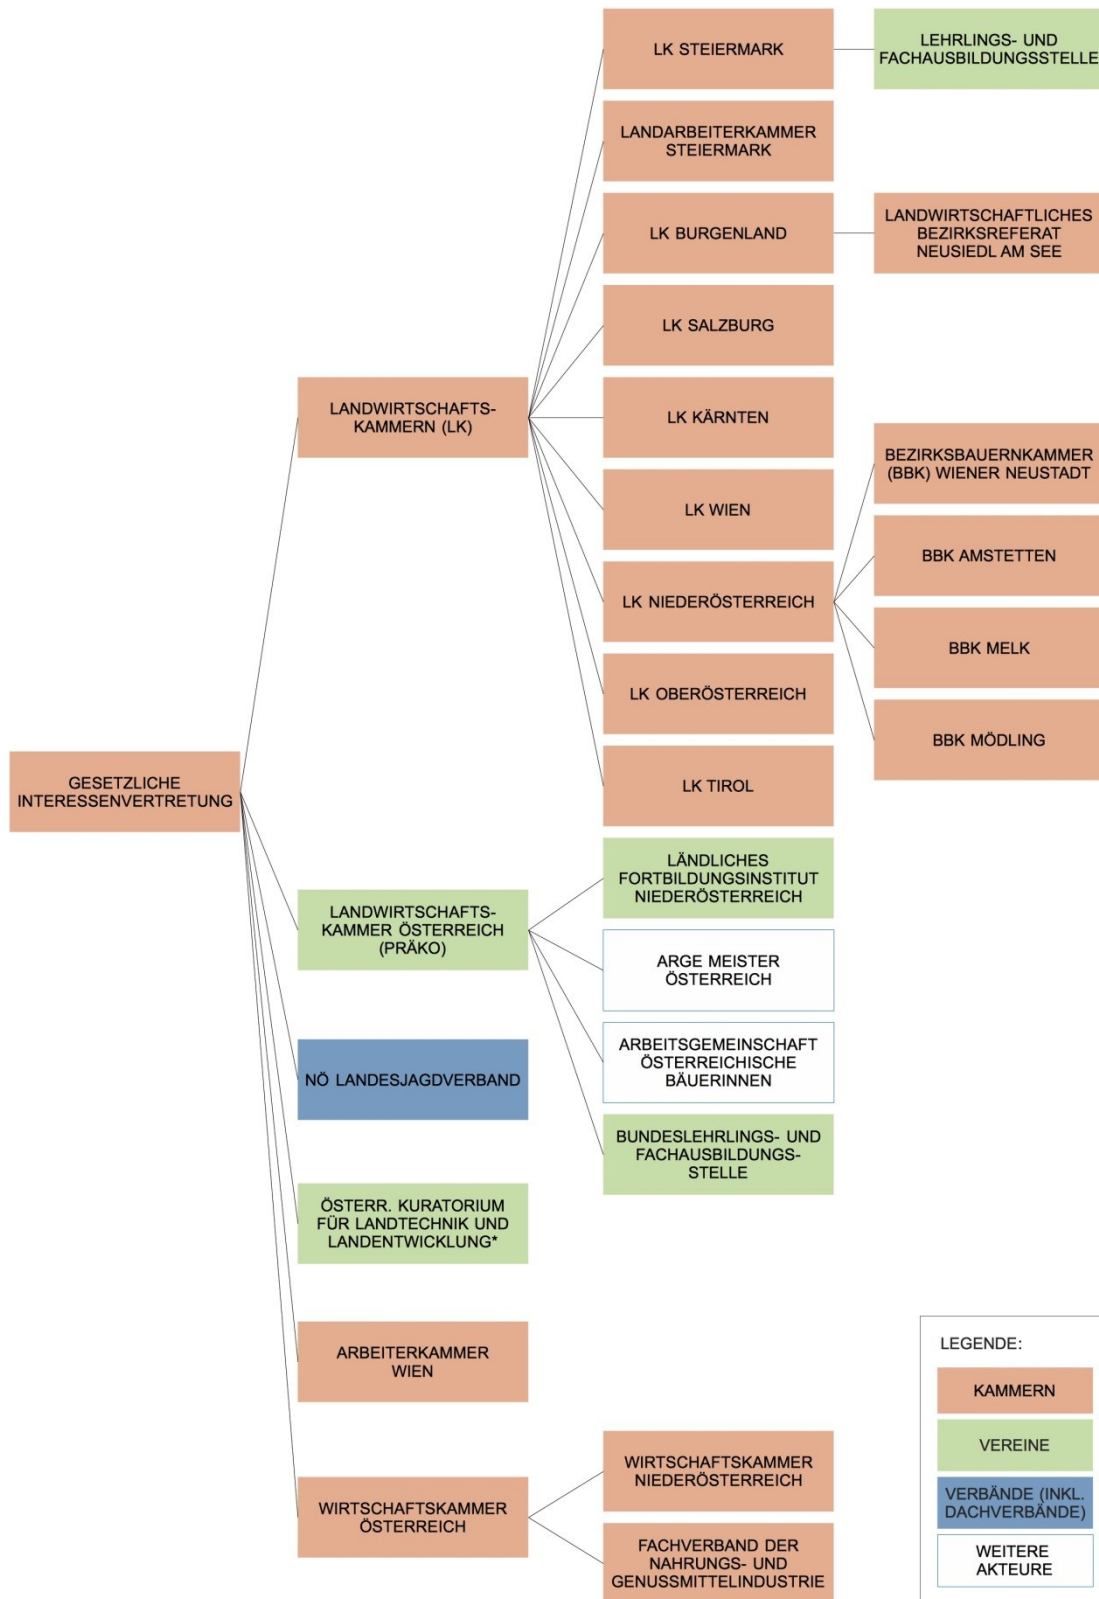 LK STEIERMARK
LEHRLINGS- UND
FACHAUSBILDUNGSSTELLE
LANDARBEITERKAMMER
STEIERMARK
LK BURGENLAND
LANDWIRTSCHAFTLICHES
BEZIRKSREFERAT
NEUSIEDL AM SEE
LK SALZBURG
LANDWIRTSCHAFTS-
KAMMERN (LK)
LK KÄRNTEN
BEZIRKSBAUERNKAMMER
(BBK) WIENER NEUSTADT
LK WIEN
BBK AMSTETTEN
LK NIEDERÖSTERREICH
BBK MELK
LK OBERÖSTERREICH
BBK MÖDLING
LK TIROL
GESETZLICHE
INTERESSENVERTRETUNG
LÄNDLICHES
FORTBILDUNGSINSTITUT
NIEDERÖSTERREICH
LANDWIRTSCHAFTS-
KAMMER ÖSTERREICH
(PRÄKO)
ARGE MEISTER
ÖSTERREICH
ARBEITSGEMEINSCHAFT
ÖSTERREICHISCHE
BÄUERINNEN
NÖ LANDESJAGDVERBAND
BUNDESLEHRLINGS- UND
FACHAUSBILDUNGS-
STELLE
ÖSTERR. KURATORIUM
FÜR LANDTECHNIK UND
LANDENTWICKLUNG*
ARBEITERKAMMER
WIEN
WIRTSCHAFTSKAMMER
ÖSTERREICH
WIRTSCHAFTSKAMMER
NIEDERÖSTERREICH
FACHVERBAND DER
NAHRUNGS- UND
GENUSSMITTELINDUSTRIE
LEGENDE:
KAMMERN
VEREINE
VERBÄNDE (INKL.
DACHVERBÄNDE)
WEITERE
AKTEURE